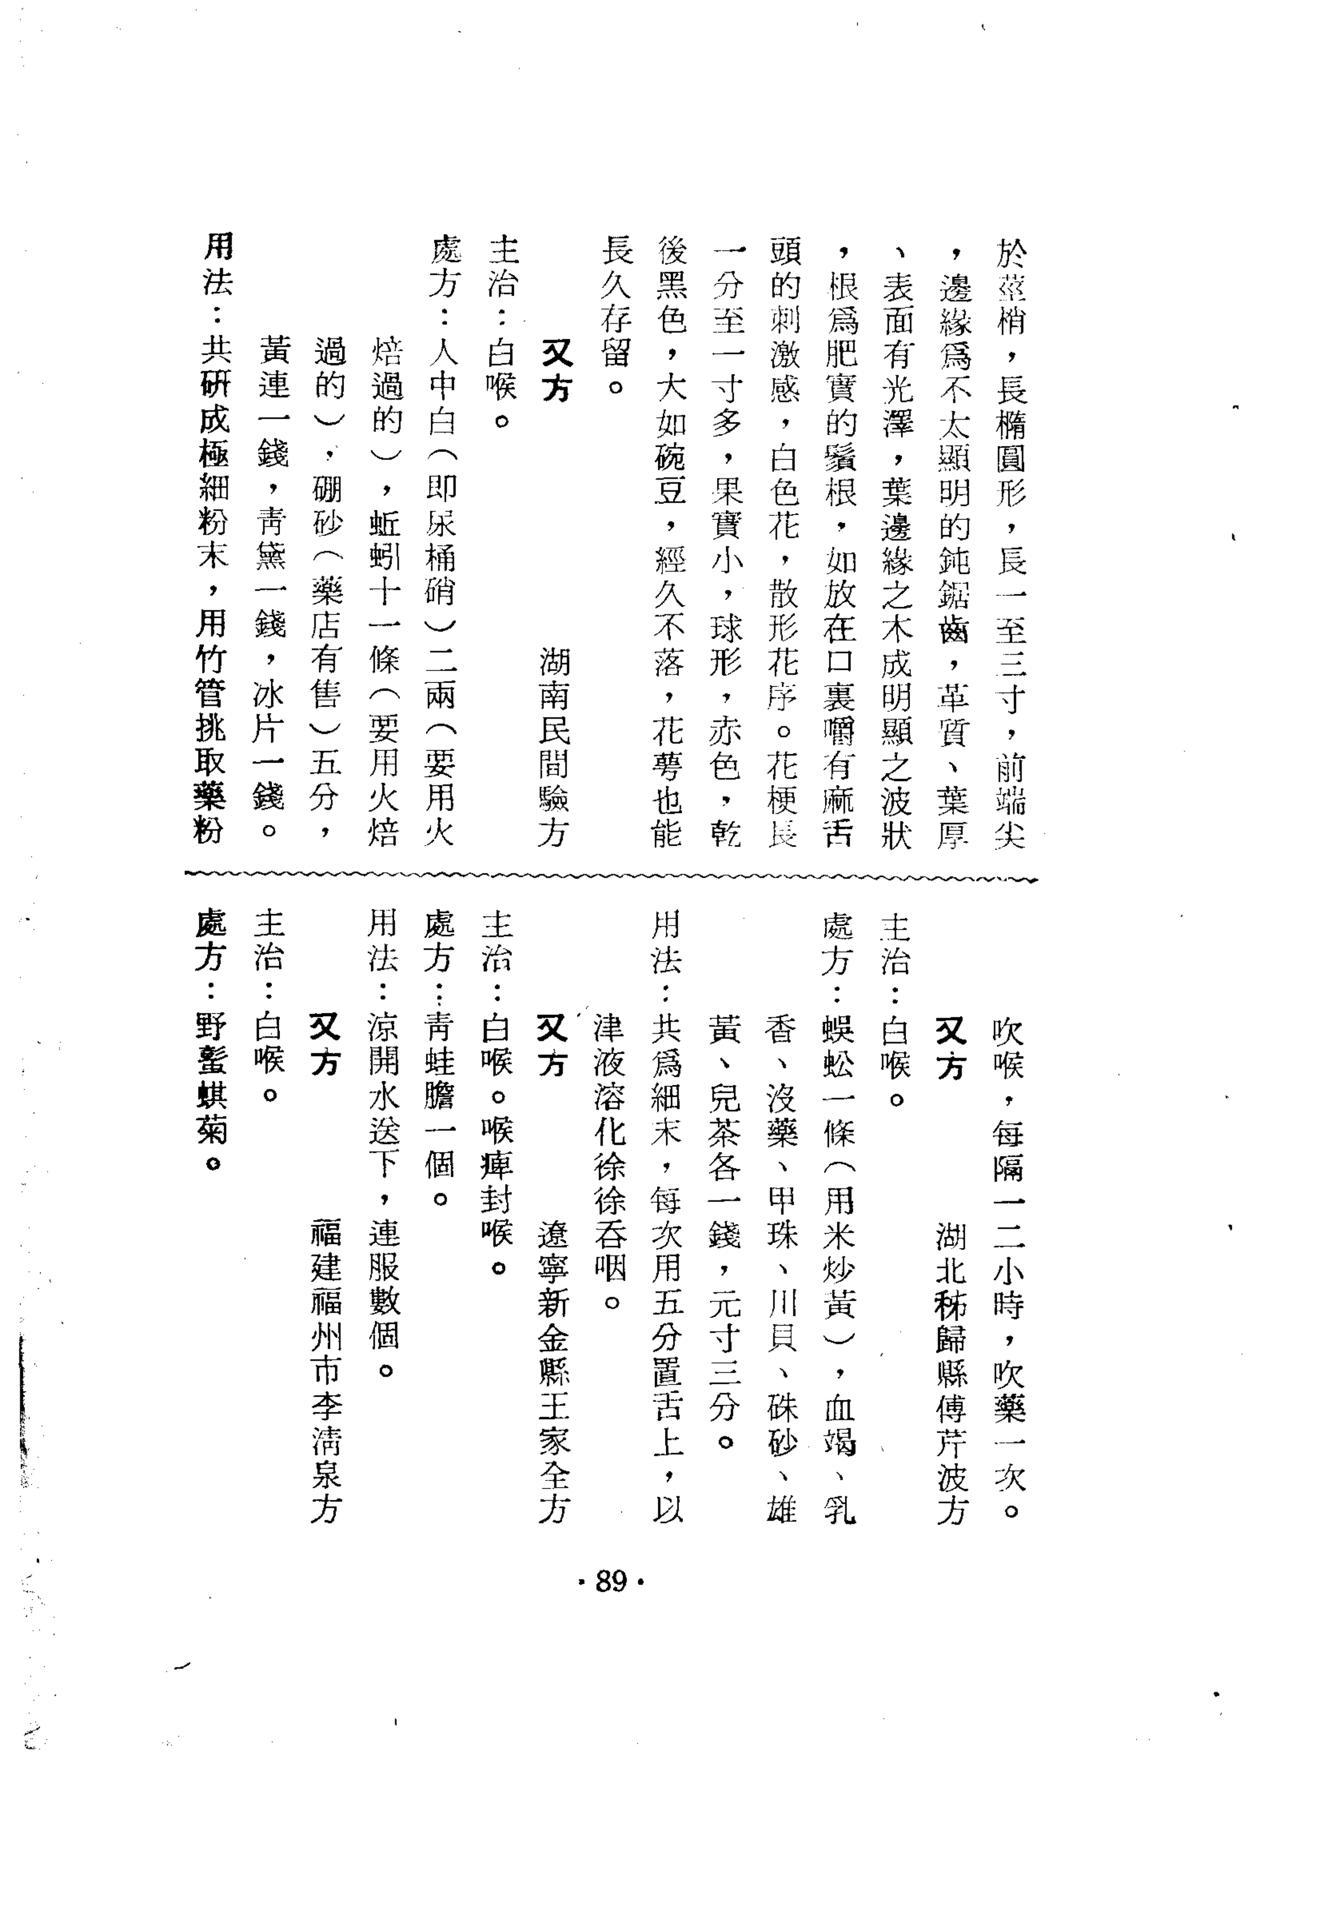 於莖梢，長橢圓形，長一至三寸，前端尖
，邊緣爲不太顯明的鈍鋸齒，革質、葉厚
、表面有光澤，葉邊緣之木成明顯之波狀
，根爲肥實的鬚根，如放在口裏嚼有麻舌
頭的刺激感，白色花，散形花序。花梗長
一分至一寸多，果實小，球形，赤色，乾
後黑色，大如碗豆，經久不落，花萼也能
長久存留。
又方　湖南民間驗方
主治：白喉。
處方：人中白（即尿桶硝）二兩（要用火
焙過的），蚯蚓十一條（要用火焙
過的），硼砂（藥店有售）五分，
黃連一錢，青黛一錢，冰片一錢。
用法：共研成極細粉末，用竹管挑取藥粉
吹喉，每隔一二小時，吹藥一次。
又方　湖北秭歸縣傅芹波方
主治：白喉。
處方：蜈蚣一條（用米炒黃），血竭、乳
香、沒藥、甲珠、川貝、硃砂、雄
黃、兒茶各一錢，元寸三分。
用法：共爲細末，每次用五分置舌上，以
津液溶化徐徐吞咽。
又方　遼寧新金縣王家全方
主治：白喉。喉痺封喉。
處方：青蛙膽一個。
用法：涼開水送下，連服數個。
又方　福建福州市李淸泉方
主治：白喉。
處方：野蟚蜞菊。
·89·